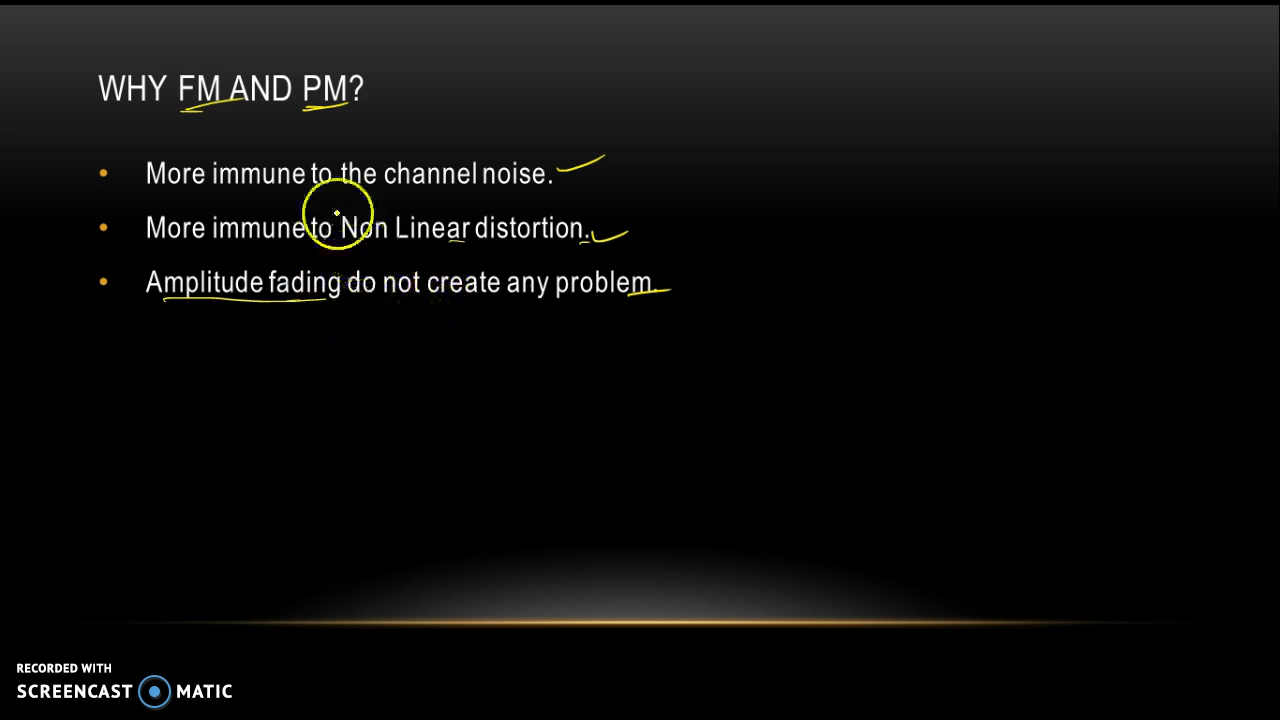 WHY FM AND PM?
• More immune to the channel noise.
• More immune to Non Linear distortion.
• Amplitude fading do not create any problem.
RECORDED WITH
SCREENCAST MATIC